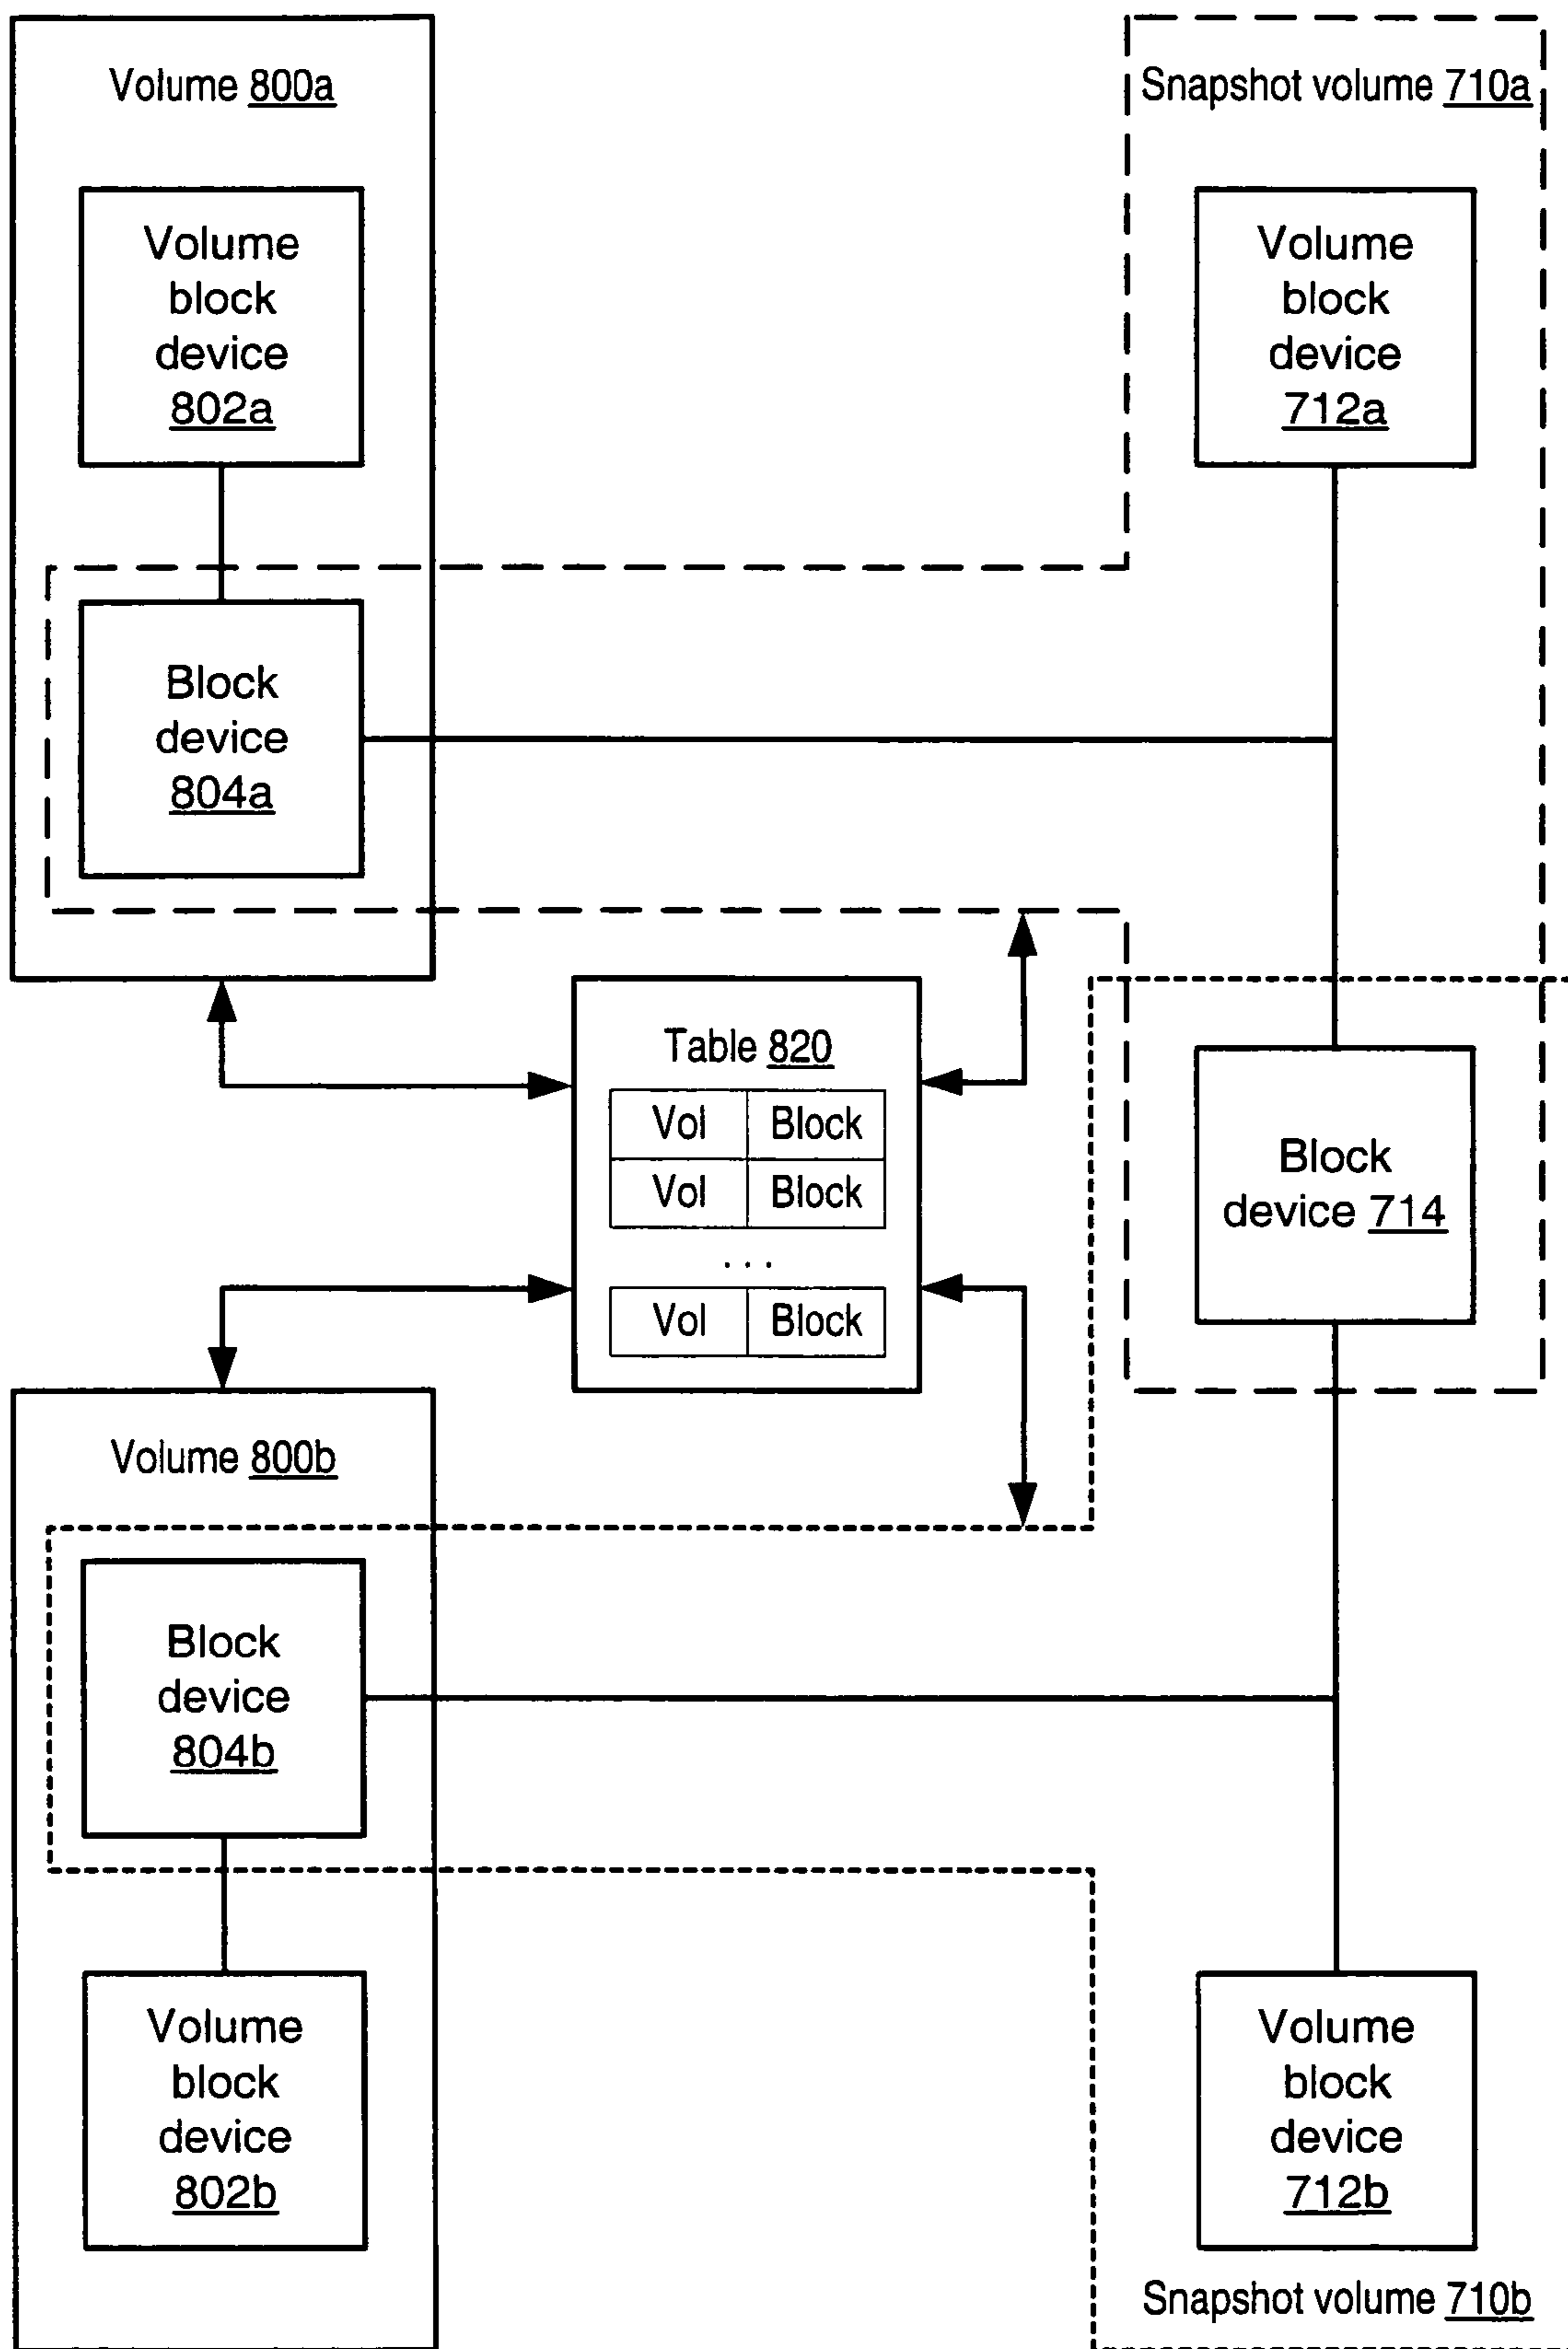 Volume 800a
Snapshot volume 710a
Volume
block
device
802a
Volume
block
device
712a
Block
device
804a
Table 820
Vol Block
Vol Block
...
Vol Block
Block
device 714
Volume 800b
Block
device
804b
Volume
block
device
802b
Volume
block
device
712b
Snapshot volume 710b